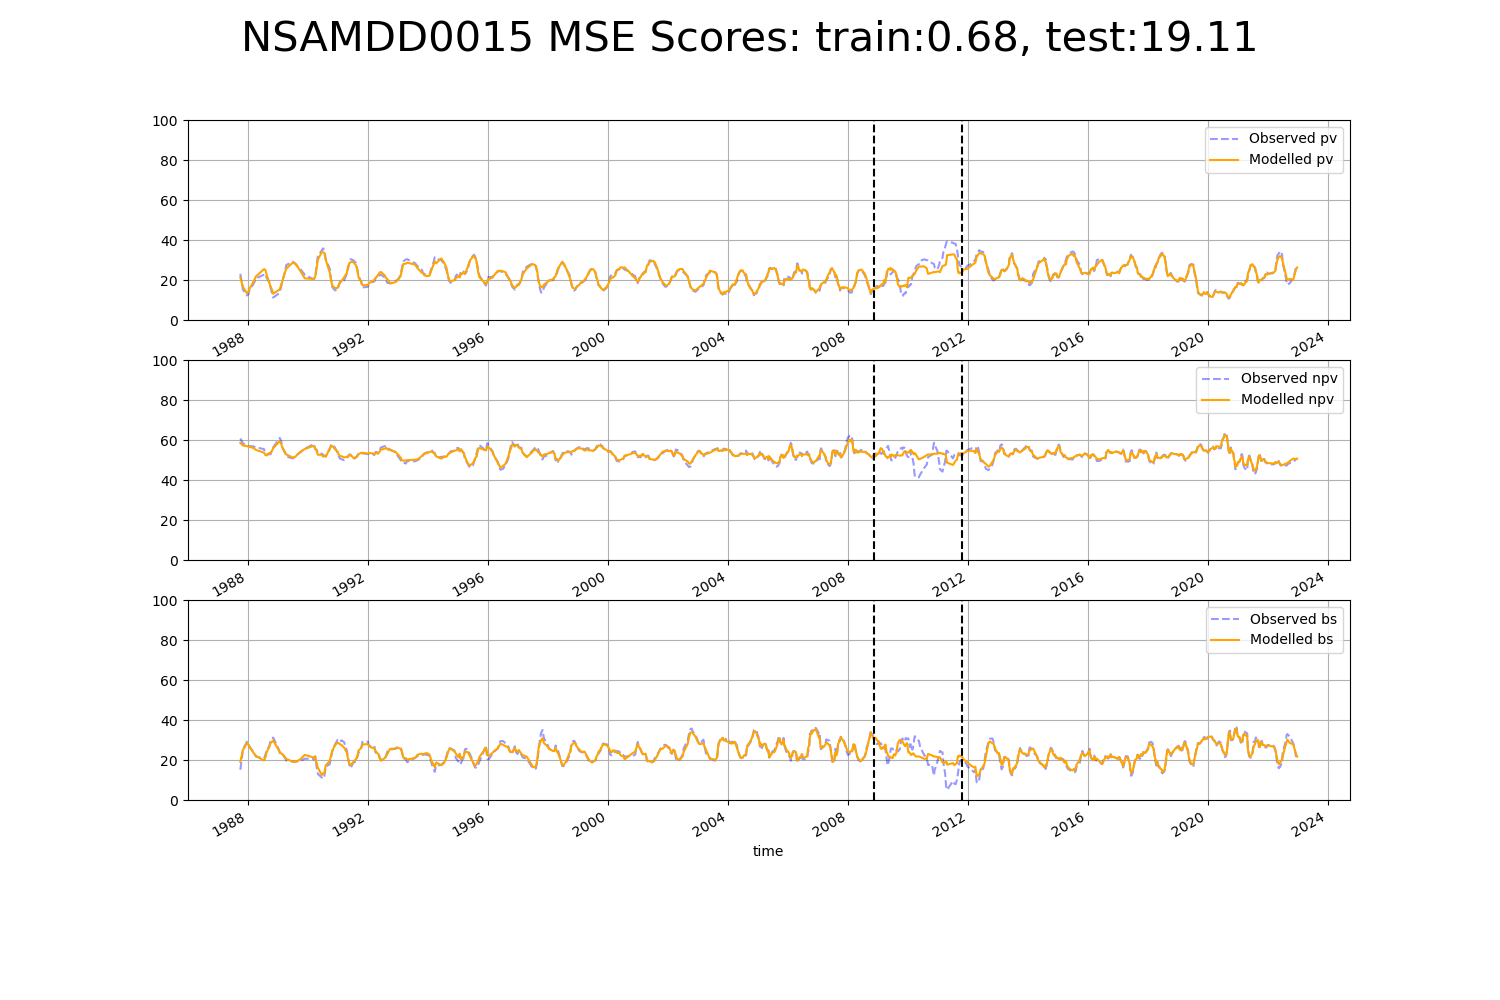 NSAMDD0015 MSE Scores: train:0.68, test:19.11
100
80
60
40
20
0
Observed pv
Modelled pv
1988 1992 1996 2000 2004 2008 2012 2016 2020 2024
100
80
60
40
20
0
Observed npv
Modelled npv
1988 1992 1996 2000 2004 2008 2012 2016 2020 2024
100
80
60
40
20
0
Observed bs
Modelled bs
1988 1992 1996 2000 2004 2008 2012 2016 2020 2024
time